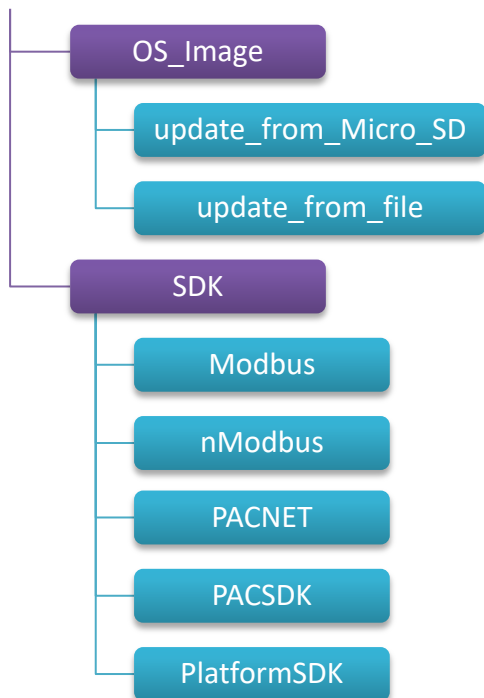 OS_Image
update_from_Micro_SD
update_from_file
SDK
Modbus
nModbus
PACNET
PACSDK
PlatformSDK